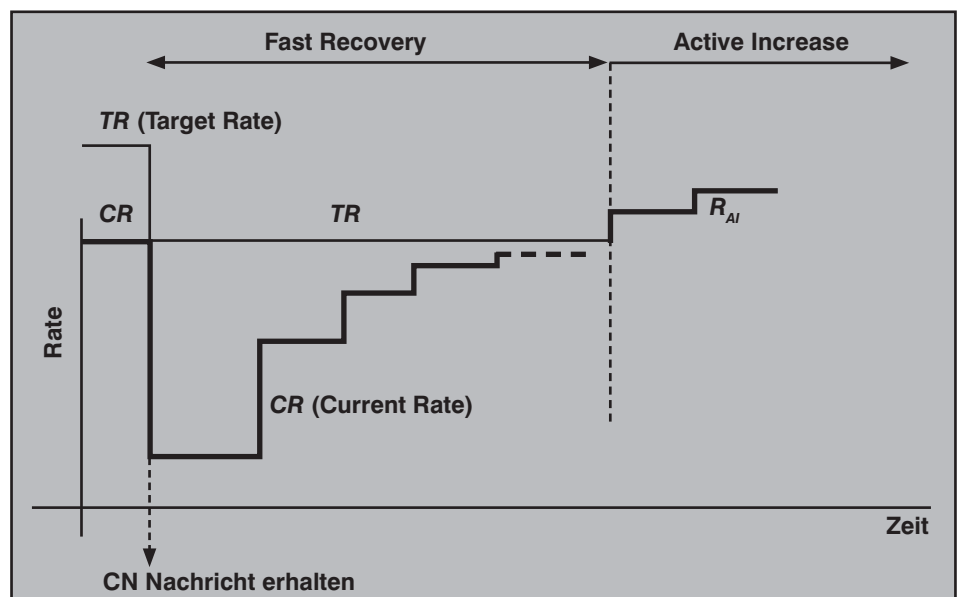 Fast Recovery
Active Increase
TR (Target Rate)
CR
TR
R_AI
Rate
CR (Current Rate)
Zeit
CN Nachricht erhalten